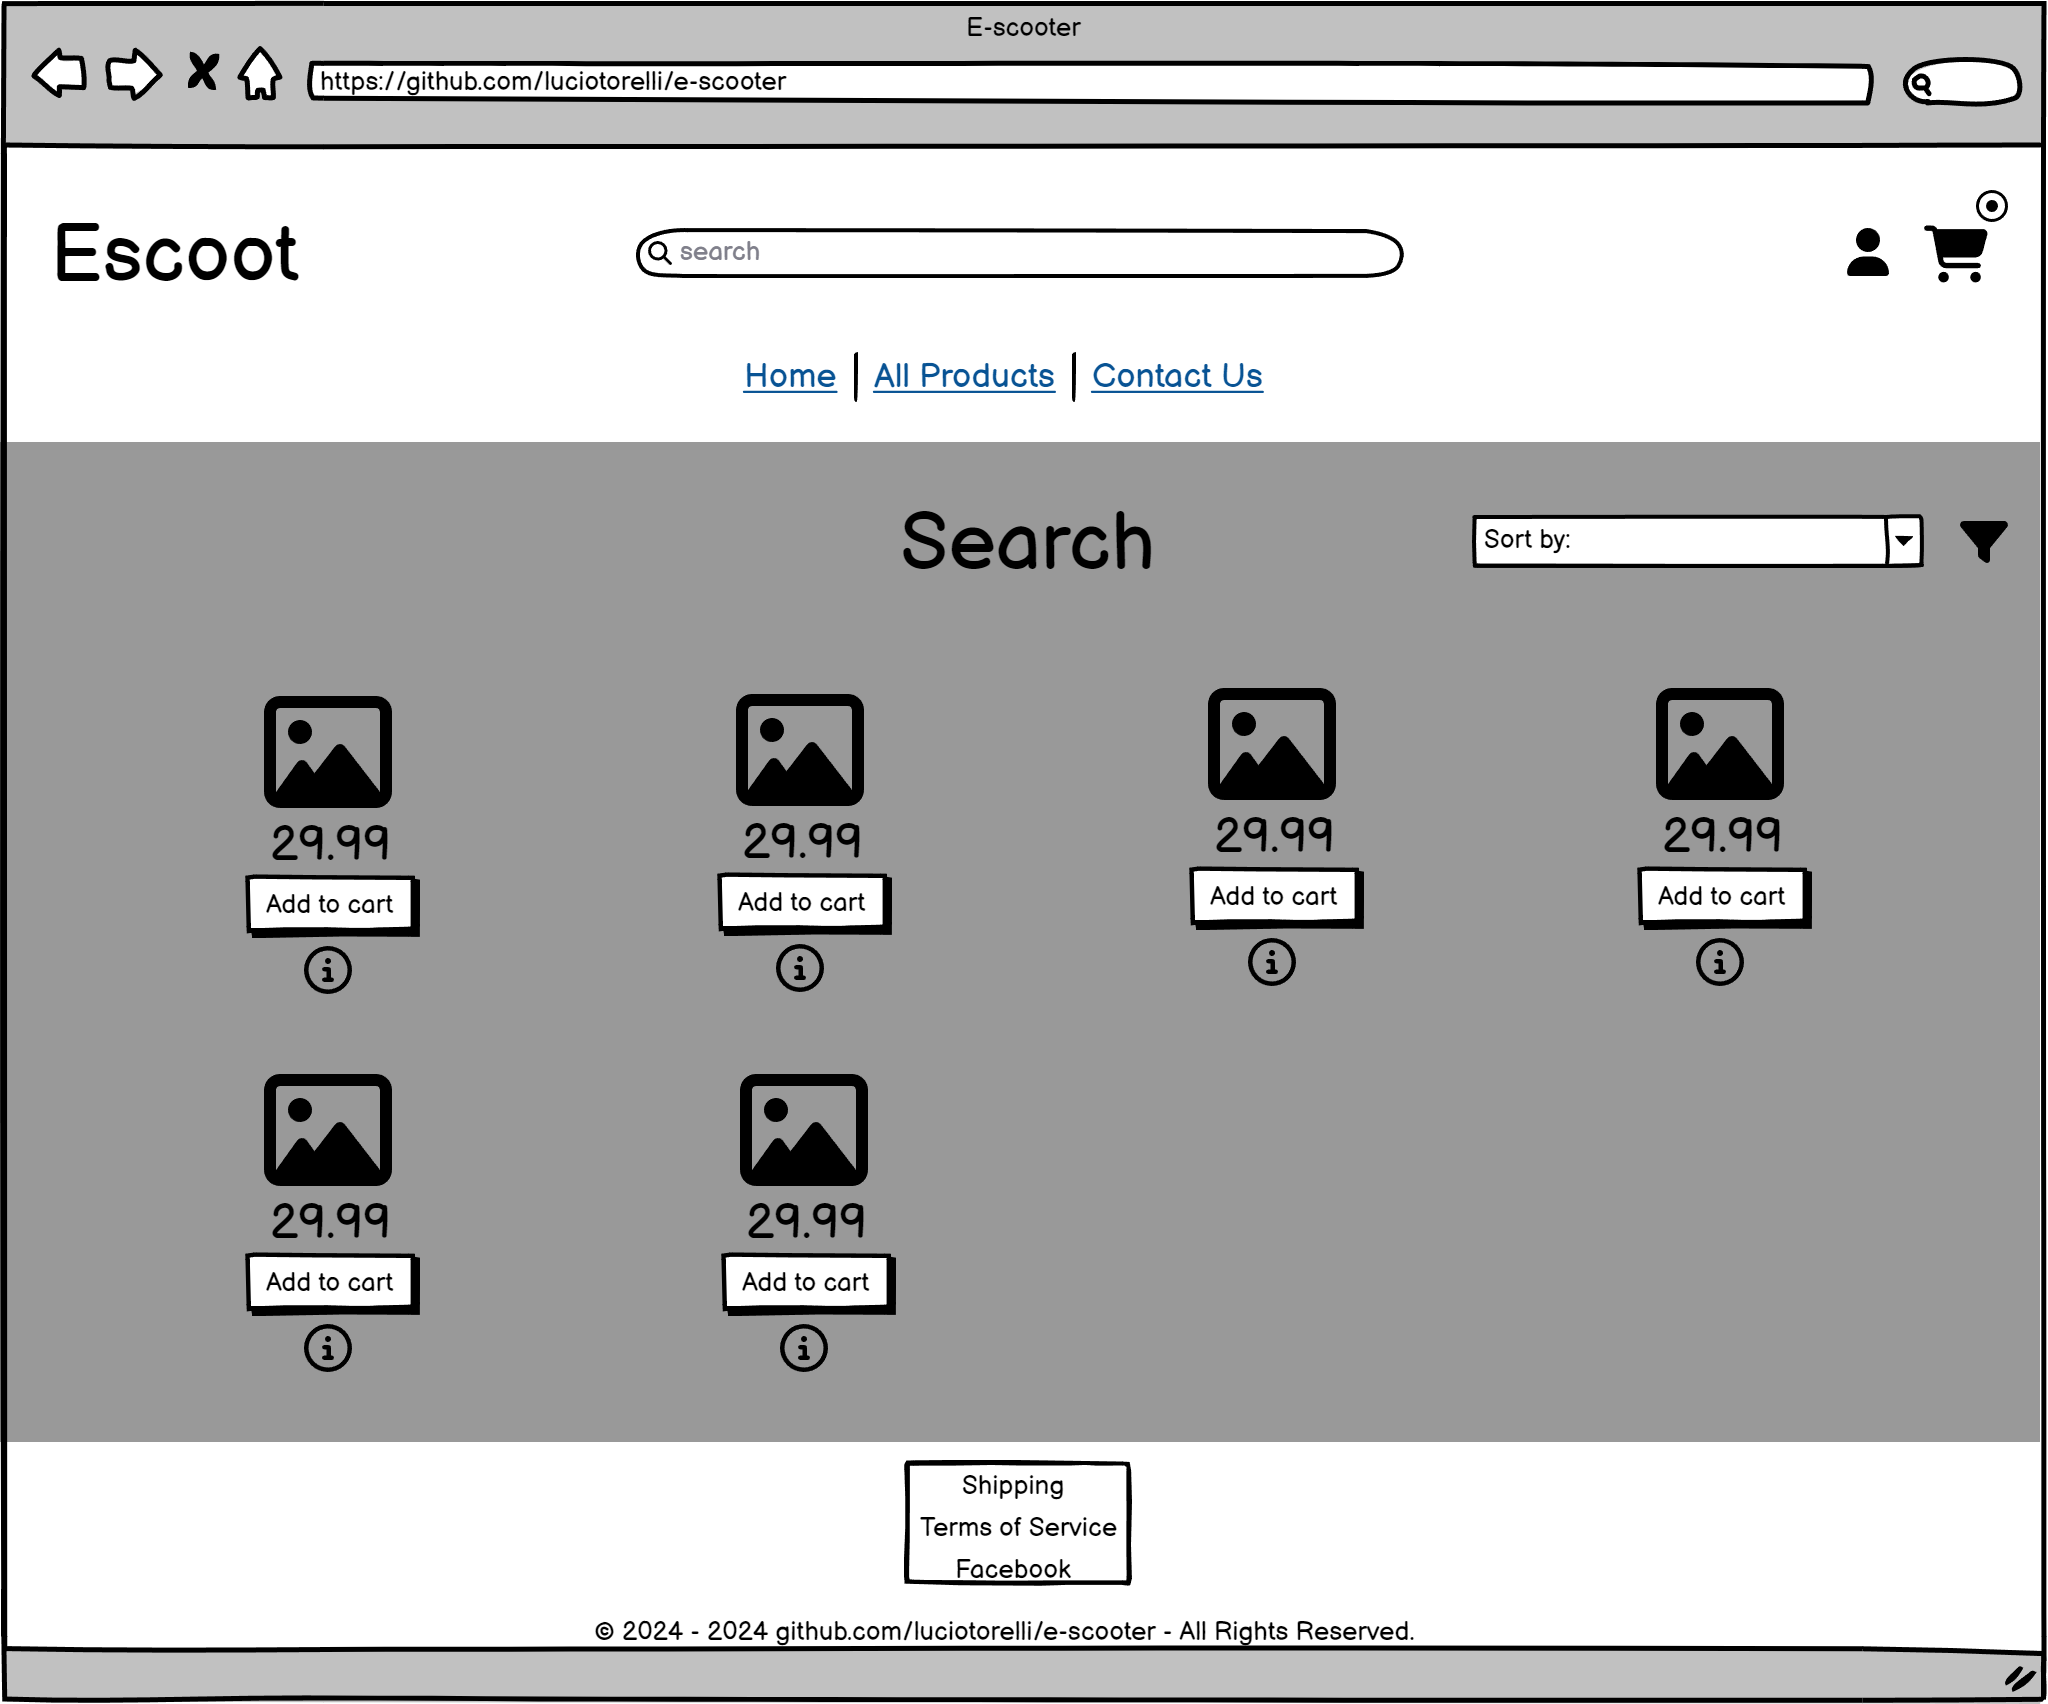 E-scooter
https://github.com/luciotorelli/e-scooter
Escoot
search
Home
All Products
Contact Us
Search
Sort by:
29.99
29.99
29.99
29.99
Add to cart
Add to cart
Add to cart
Add to cart
29.99
29.99
Add to cart
Add to cart
Shipping
Terms of Service
Facebook
© 2024 - 2024 github.com/luciotorelli/e-scooter - All Rights Reserved.